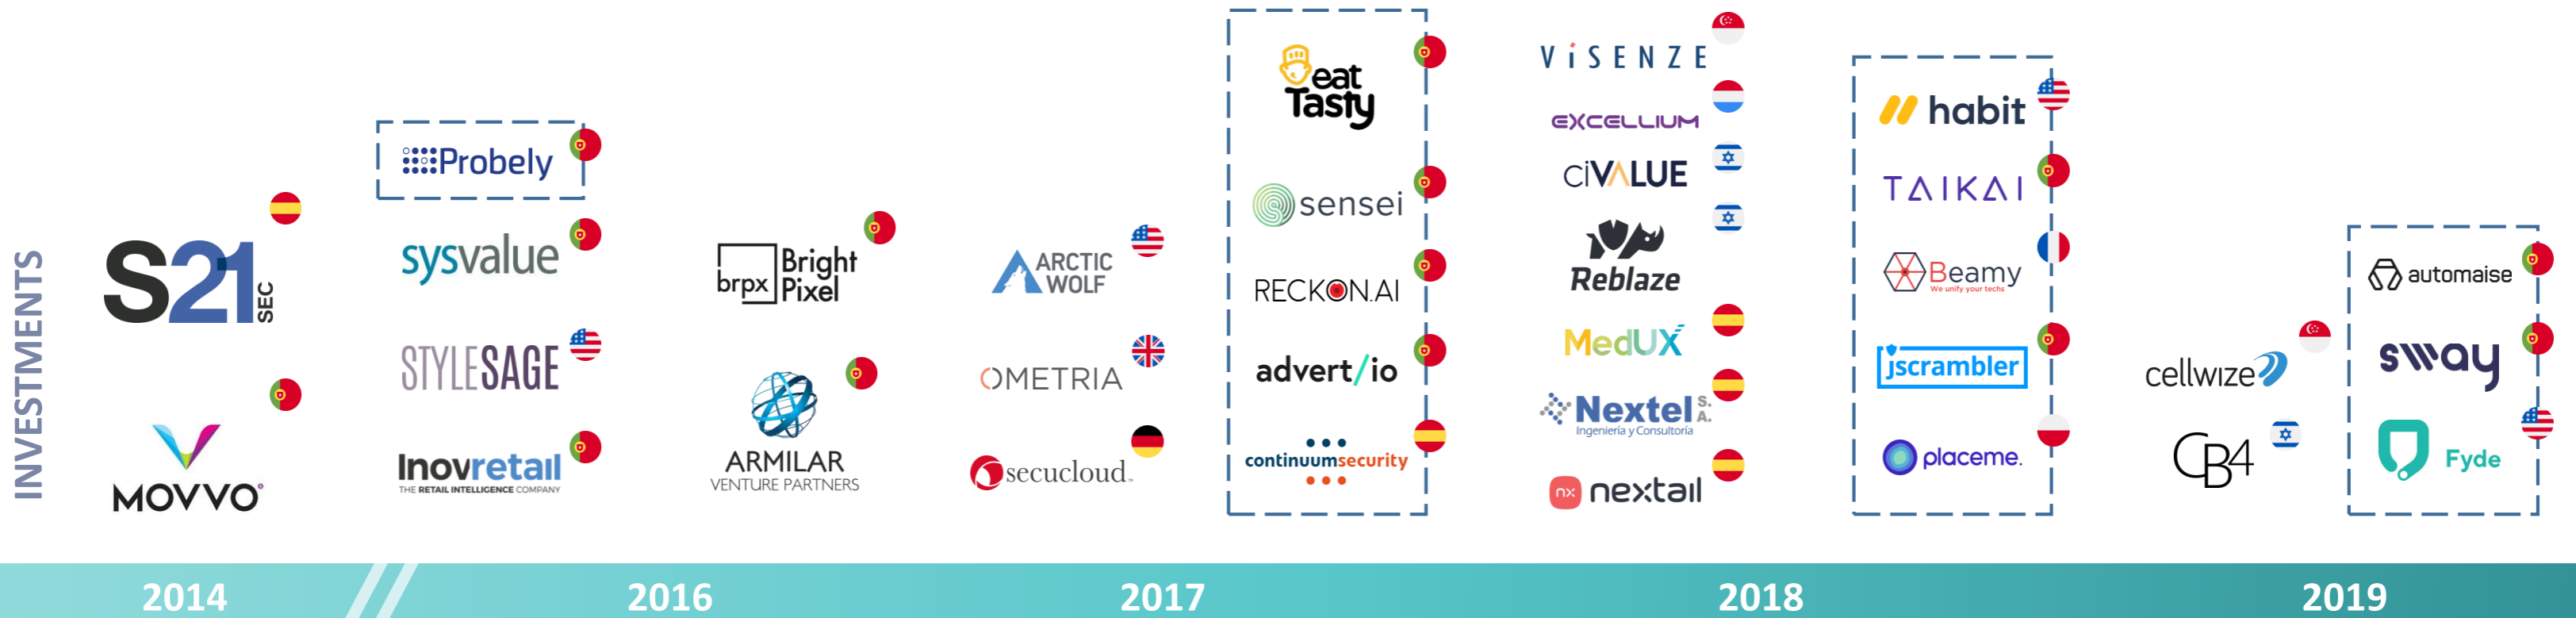 INVESTMENTS
S21
SEC
MOVVO
Probely
sysvalue
STYLESAGE
Inovretail
THE RETAIL INTELLIGENCE COMPANY
brpx
Bright
Pixel
ARMILAR
VENTURE PARTNERS
ARCTIC
WOLF
OMETRIA
secucloud™
eat
Tasty
sensei
RECKON.AI
advert/io
continuumsecurity
ViSENZE
EXCELLIUM
ciVALUE
Reblaze
MedUX
Nextel S.A.
Ingeniería y Consultoría
nx nextail
habit
TAIKAI
Beamy
We unify your techs
jscrambler
placeme.
cellwize
CB4
automaise
sway
Fyde
2014
2016
2017
2018
2019